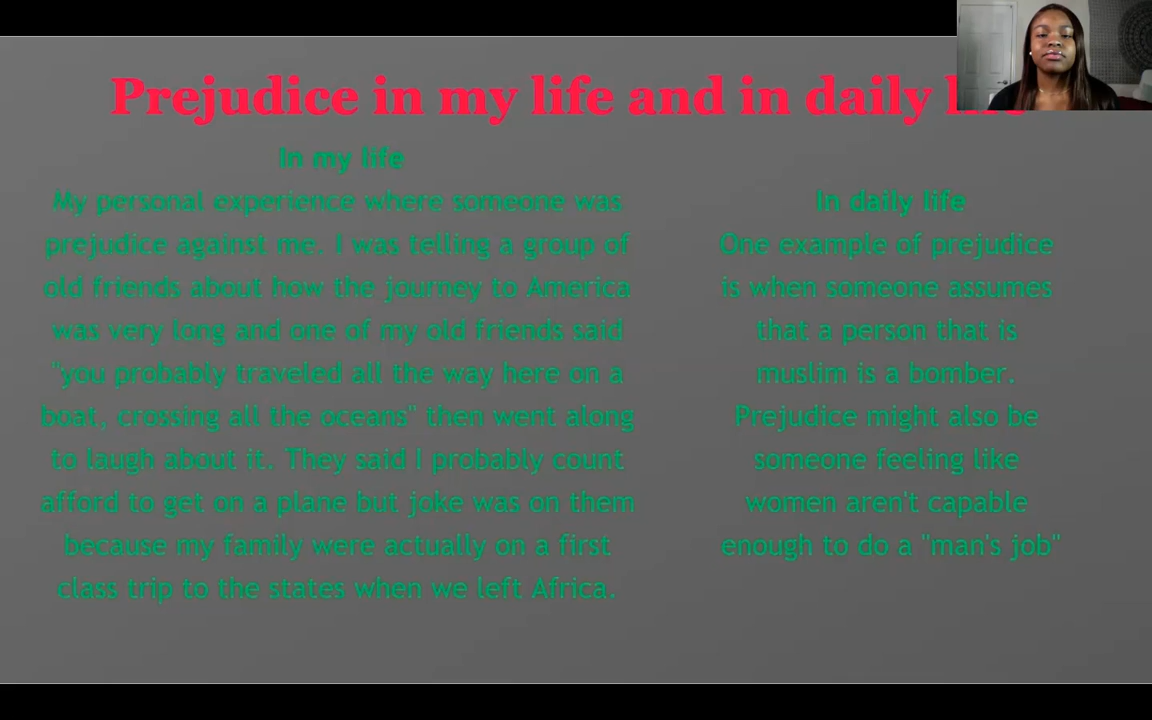 Prejudice in my life and in daily
In my life
My personal experience where someone was
prejudice against me. I was telling a group of
old friends about how the journey to America
was very long and one of my old friends said
"you probably traveled all the way here on a
boat, crossing all the oceans" then went along
to laugh about it. They said I probably count
afford to get on a plane but joke was on them
because my family were actually on a first
class trip to the states when we left Africa.
In daily life
One example of prejudice
is when someone assumes
that a person that is
muslim is a bomber.
Prejudice might also be
someone feeling like
women aren't capable
enough to do a "man's job"